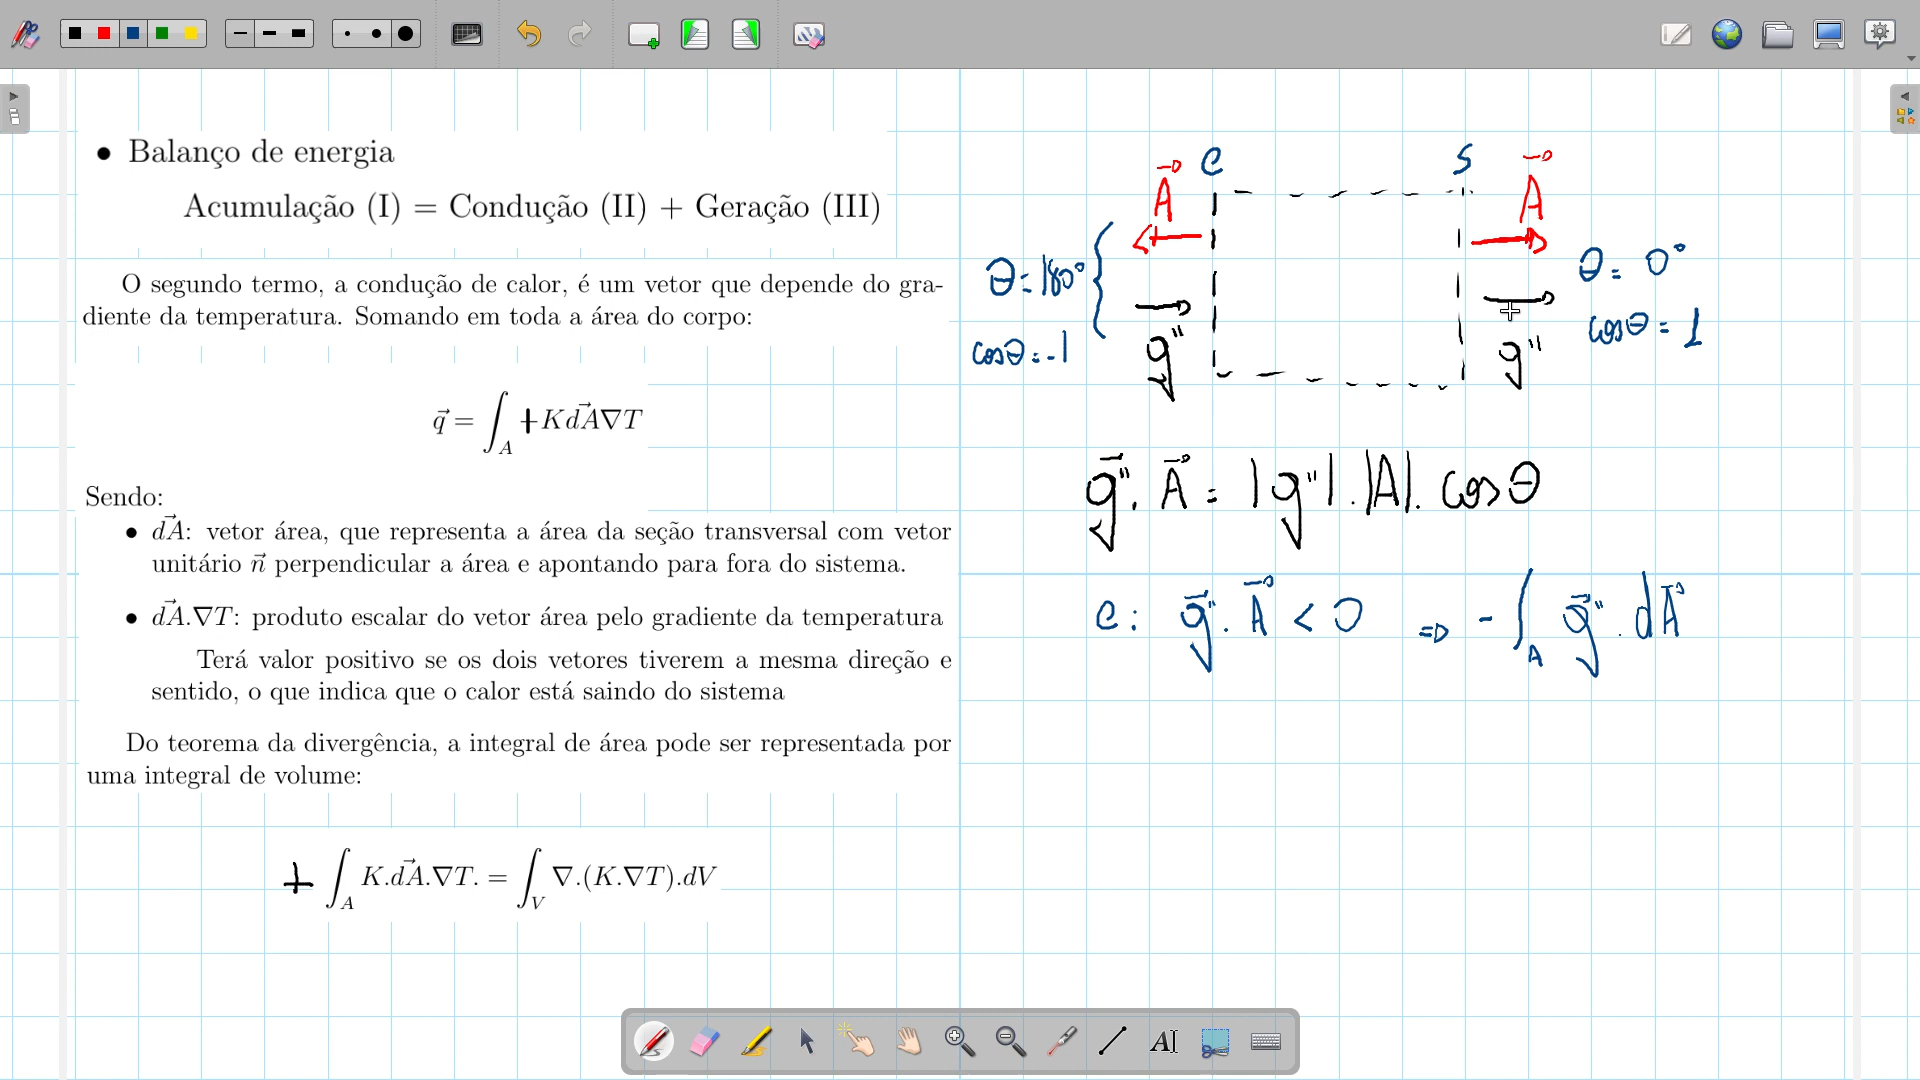 • Balanço de energia
Acumulação (I) = Condução (II) + Geração (III)
O segundo termo, a condução de calor, é um vetor que depende do gra-
diente da temperatura. Somando em toda a área do corpo:
q⃗ = ∫_A +KdA⃗∇T
Sendo:
• dA⃗: vetor área, que representa a área da seção transversal com vetor
unitário n⃗ perpendicular a área e apontando para fora do sistema.
• dA⃗.∇T: produto escalar do vetor área pelo gradiente da temperatura
Terá valor positivo se os dois vetores tiverem a mesma direção e
sentido, o que indica que o calor está saindo do sistema
Do teorema da divergência, a integral de área pode ser representada por
uma integral de volume:
+ ∫_A K.dA⃗.∇T. = ∫_V ∇.(K.∇T).dV
e S
A⃗ A⃗
θ=180° θ= 0°
cosθ=-1 cosθ= 1
q" q"
q⃗". A⃗ = |q"|.|A|. cosθ
e: q⃗". A⃗ < 0 ⇒ - ∫_A q⃗". dA⃗
AI